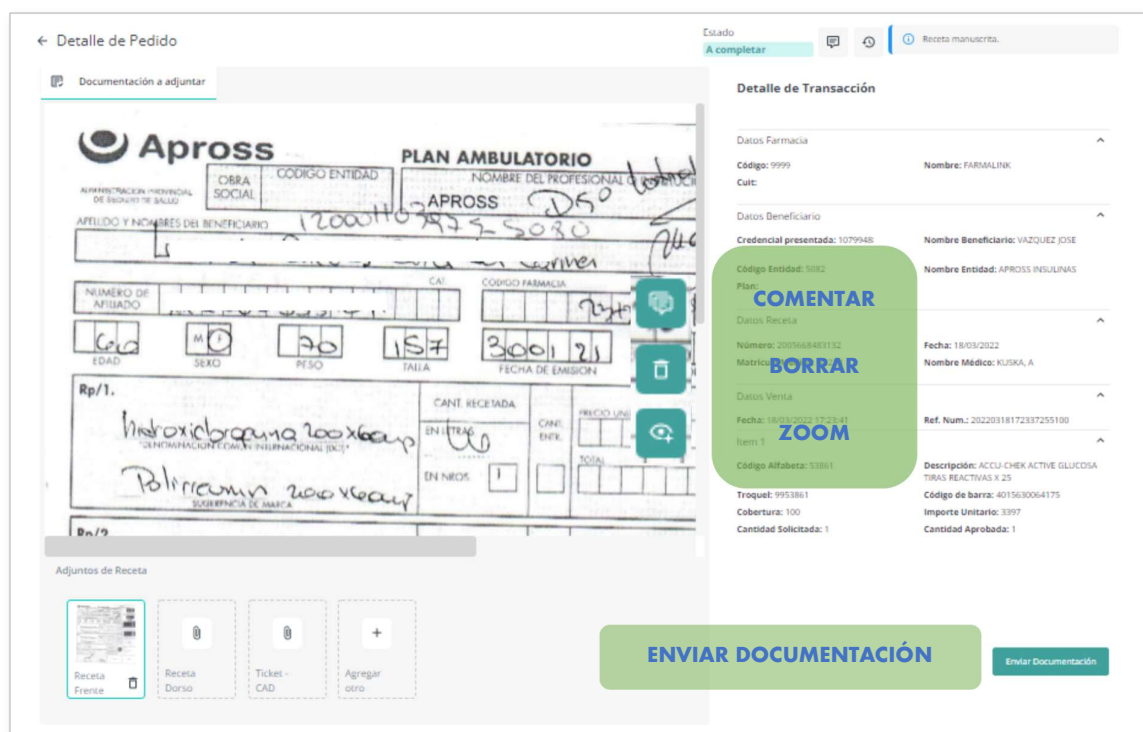 ← Detalle de Pedido
Estado
A completar
Receta manuscrita.
Documentación a adjuntar
Apross
ADMINISTRACION PROVINCIAL
DE SEGURO DE SALUD
OBRA
SOCIAL
CODIGO ENTIDAD
PLAN AMBULATORIO
NOMBRE DEL PROFESIONAL O
APROSS
APELLIDO Y NOMBRES DEL BENEFICIARIO
NUMERO DE
AFILIADO
CAT.
CODIGO FARMACIA
60
M F
70
157
300121
EDAD
SEXO
PESO
TALLA
FECHA DE EMISION
Rp/1.
CANT. RECETADA
EN LETRAS
CANT.
ENTR.
PRECIO UNI
hidroxicloroquina 200x60
DENOMINACION COMUN INTERNACIONAL (DCI)*
EN NROS
1
TOTAL
200x60
SUGERENCIA DE MARCA
Rp/2
Adjuntos de Receta
Receta
Frente
Receta
Dorso
Ticket -
CAD
Agregar
otro
Detalle de Transacción
Datos Farmacia
Código: 9999 Nombre: FARMALINK
Cuit:
Datos Beneficiario
Credencial presentada: 1079948 Nombre Beneficiario: VAZQUEZ JOSE
Código Entidad: 5082 Nombre Entidad: APROSS INSULINAS
Plan:
COMENTAR
Datos Receta
Número: 2005668483132 Fecha: 18/03/2022
Nombre Médico: KUSKA, A
BORRAR
Datos Venta
Fecha: 18/03/2022 17:23:41 Ref. Num.: 20220318172337255100
ZOOM
Item 1
Código Alfabeta: 53861 Descripción: ACCU-CHEK ACTIVE GLUCOSA
TIRAS REACTIVAS X 25
Troquel: 9953861 Código de barra: 4015630064175
Cobertura: 100 Importe Unitario: 3397
Cantidad Solicitada: 1 Cantidad Aprobada: 1
ENVIAR DOCUMENTACIÓN
Enviar Documentación